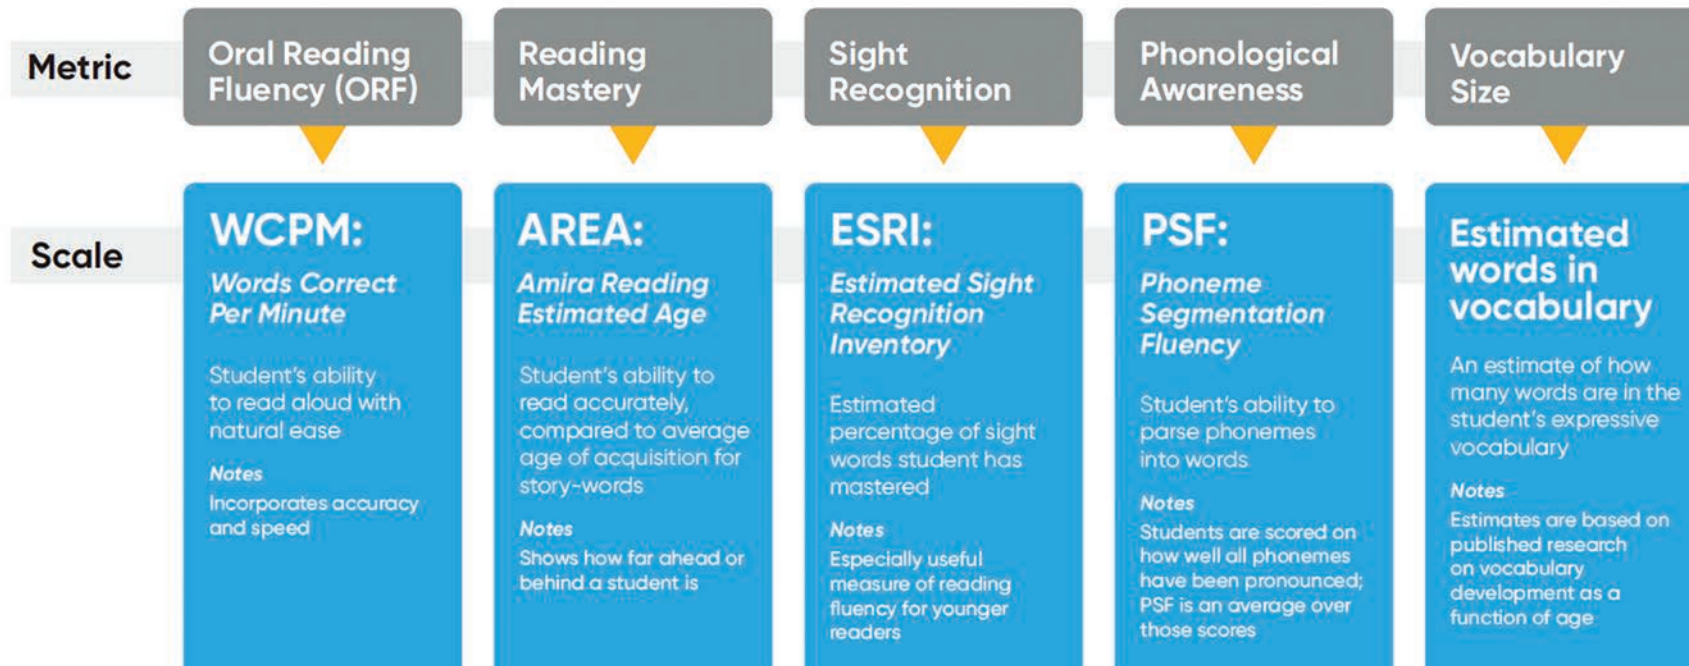 Metric
Oral Reading
Fluency (ORF)
Reading
Mastery
Sight
Recognition
Phonological
Awareness
Vocabulary
Size
Scale
WCPM:
Words Correct
Per Minute
Student's ability
to read aloud with
natural ease
Notes
Incorporates accuracy
and speed
AREA:
Amira Reading
Estimated Age
Student's ability to
read accurately,
compared to average
age of acquisition for
story-words
Notes
Shows how far ahead or
behind a student is
ESRI:
Estimated Sight
Recognition
Inventory
Estimated
percentage of sight
words student has
mastered
Notes
Especially useful
measure of reading
fluency for younger
readers
PSF:
Phoneme
Segmentation
Fluency
Student's ability to
parse phonemes
into words
Notes
Students are scored on
how well all phonemes
have been pronounced;
PSF is an average over
those scores
Estimated
words in
vocabulary
An estimate of how
many words are in the
student's expressive
vocabulary
Notes
Estimates are based on
published research
on vocabulary
development as a
function of age